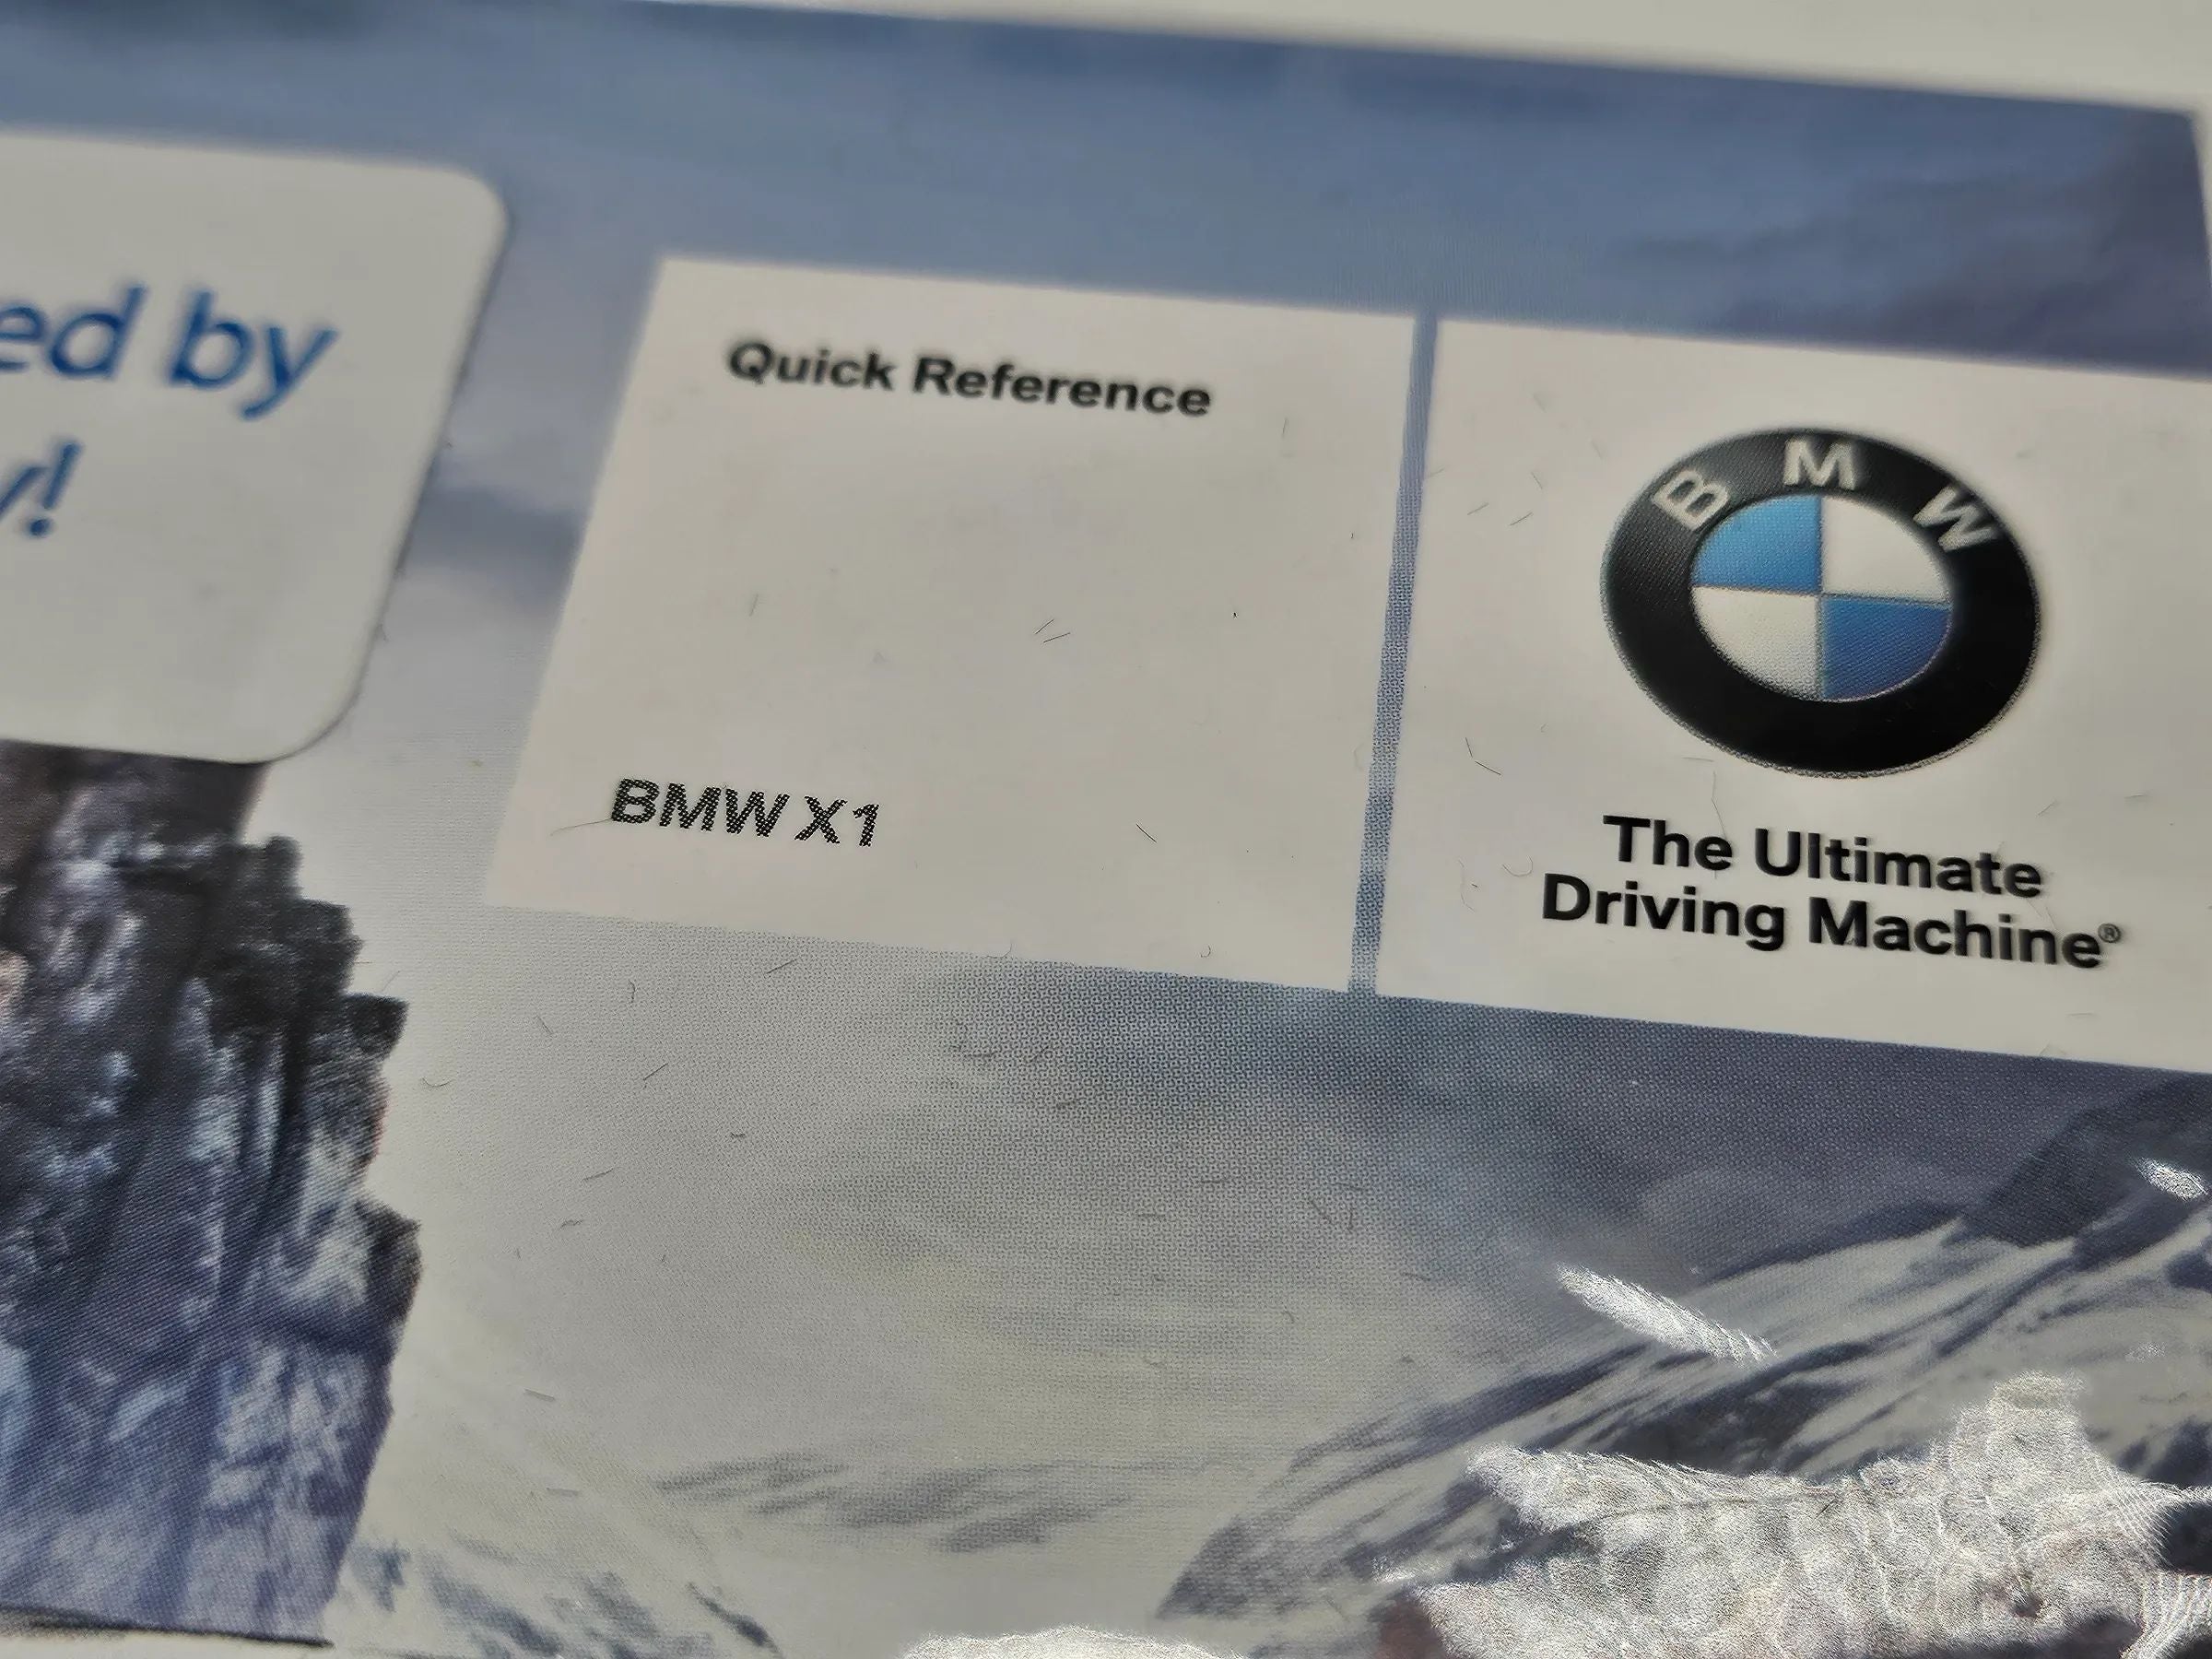 ed by
y!
Quick Reference
BMW X1
BMW
The Ultimate
Driving Machine®